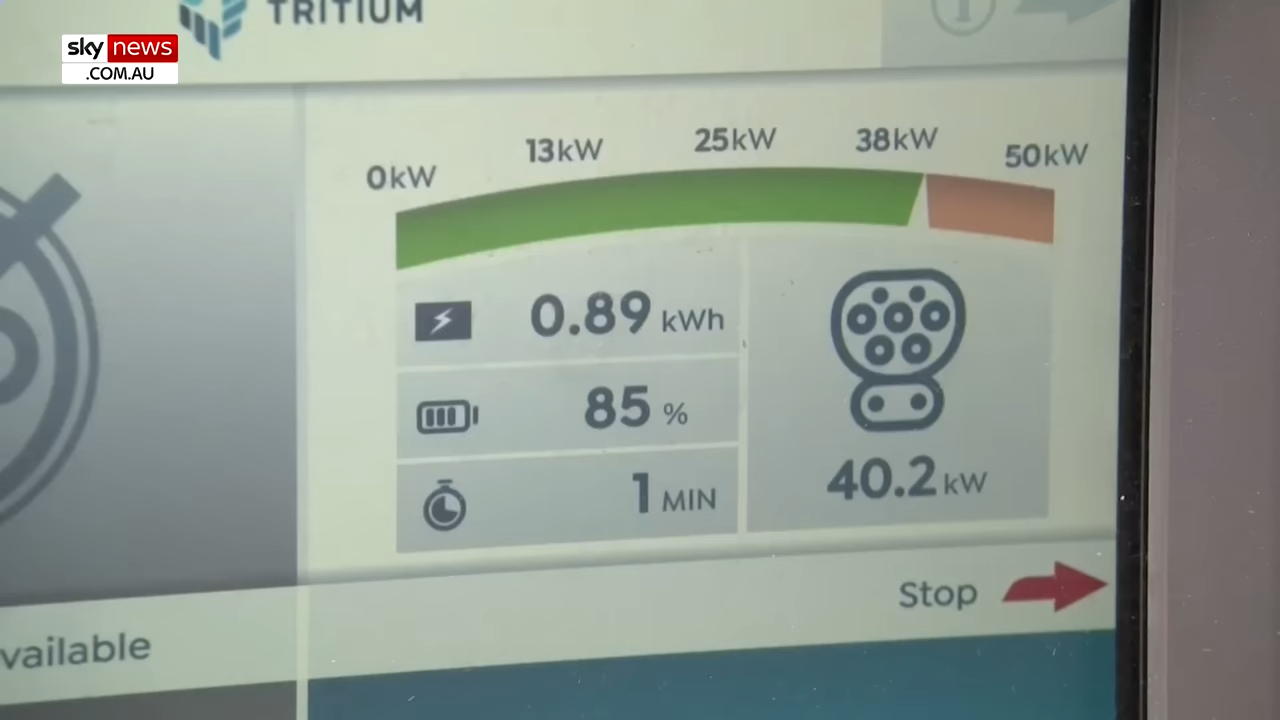 TRITIUM
i
sky news
.COM.AU
0kW 13kW 25kW 38kW 50kW
0.89 kWh
85 %
1 MIN
40.2 kW
Stop
vailable